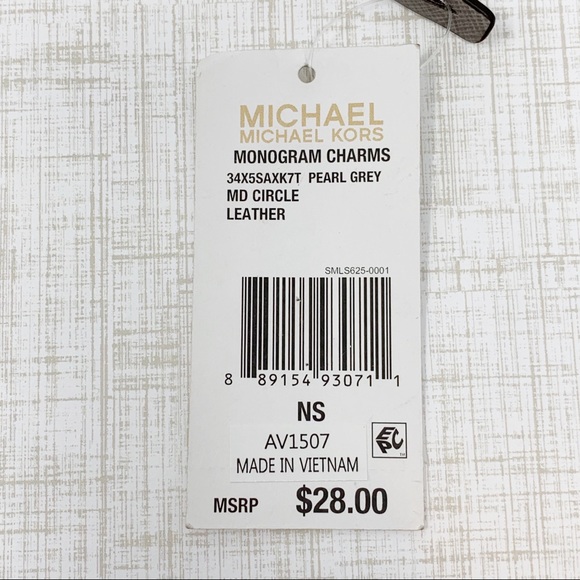 MICHAEL
MICHAEL KORS
MONOGRAM CHARMS
34X5SAXK7T PEARL GREY
MD CIRCLE
LEATHER
SMLS625-0001
8 89154 93071 1
NS
AV1507
EPC
MADE IN VIETNAM
MSRP $28.00